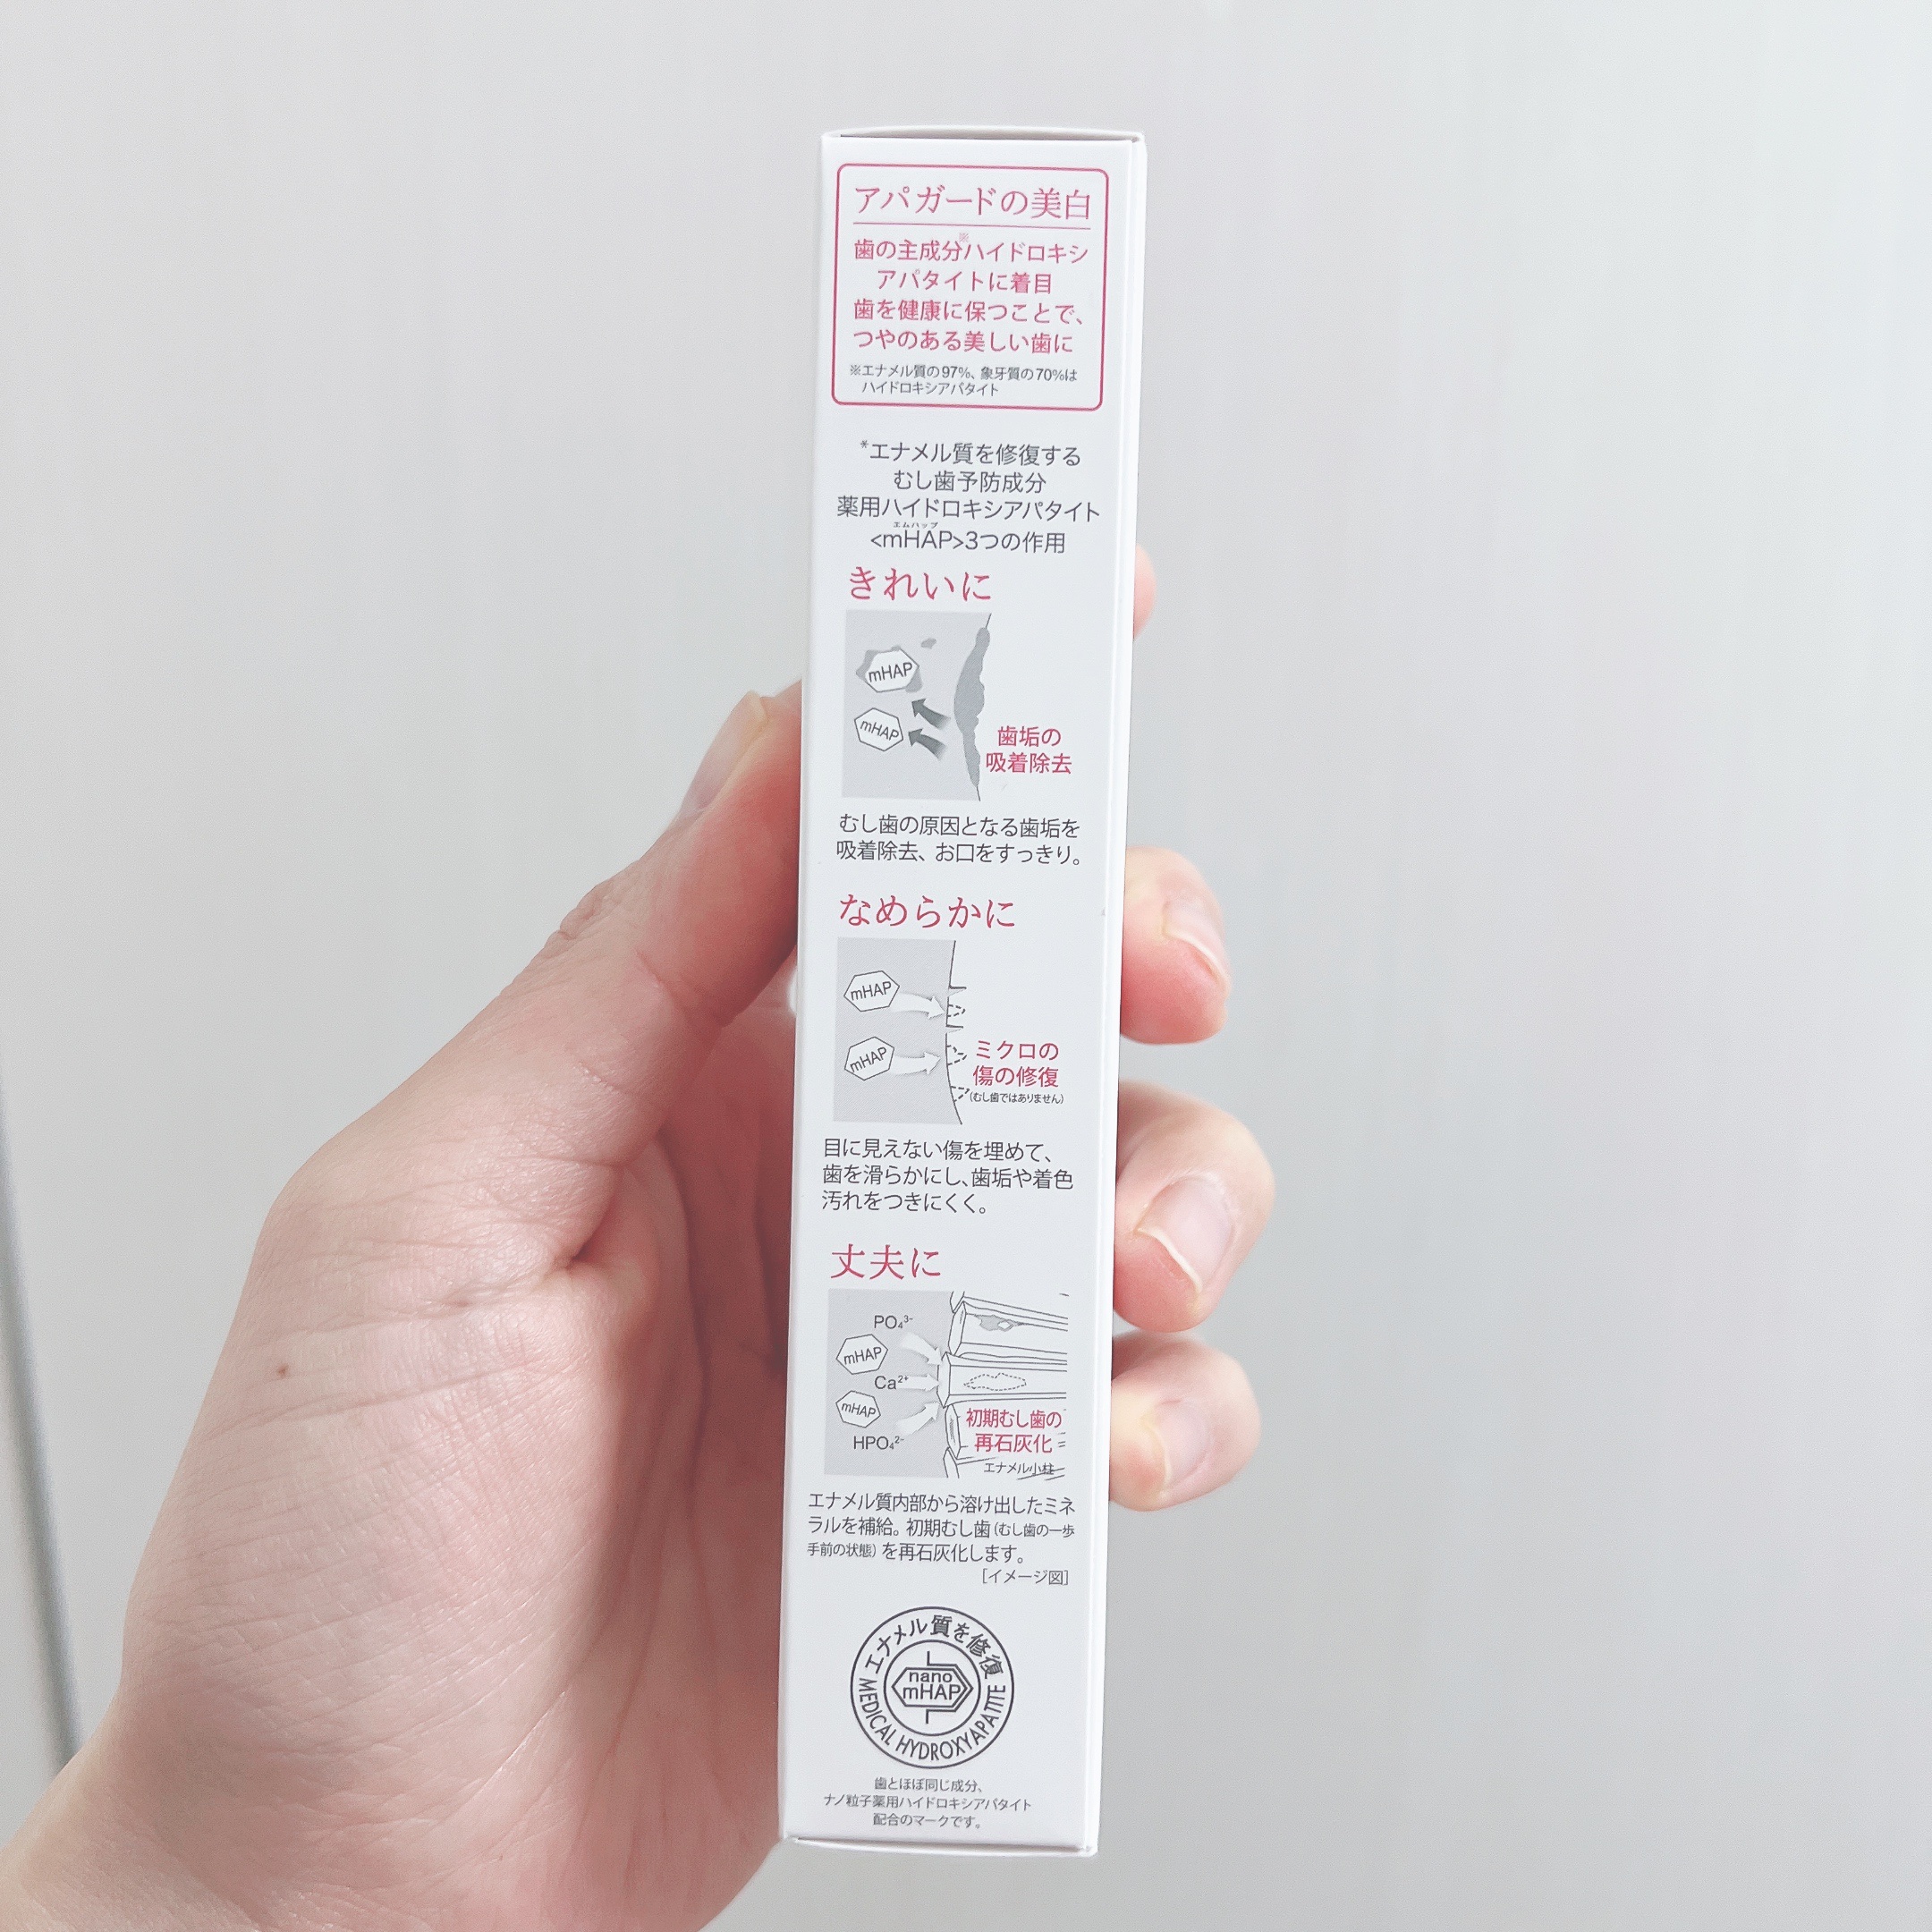 アパガードの美白
歯の主成分※ハイドロキシ
アパタイトに着目
歯を健康に保つことで、
つやのある美しい歯に
※エナメル質の97%、象牙質の70%は
ハイドロキシアパタイト
*エナメル質を修復する
むし歯予防成分
薬用ハイドロキシアパタイト
エムハップ
<mHAP>3つの作用
きれいに
mHAP
mHAP
歯垢の
吸着除去
むし歯の原因となる歯垢を
吸着除去、お口をすっきり。
なめらかに
mHAP
mHAP
ミクロの
傷の修復
(むし歯ではありません)
目に見えない傷を埋めて、
歯を滑らかにし、歯垢や着色
汚れをつきにくく。
丈夫に
PO₄³⁻
mHAP
Ca²⁺
mHAP
HPO₄²⁻
初期むし歯の
再石灰化
エナメル小柱
エナメル質内部から溶け出したミネ
ラルを補給。初期むし歯(むし歯の一歩
手前の状態)を再石灰化します。
[イメージ図]
エナメル質を修復
nano
mHAP
MEDICAL HYDROXYAPATITE
歯とほぼ同じ成分、
ナノ粒子薬用ハイドロキシアパタイト
配合のマークです。